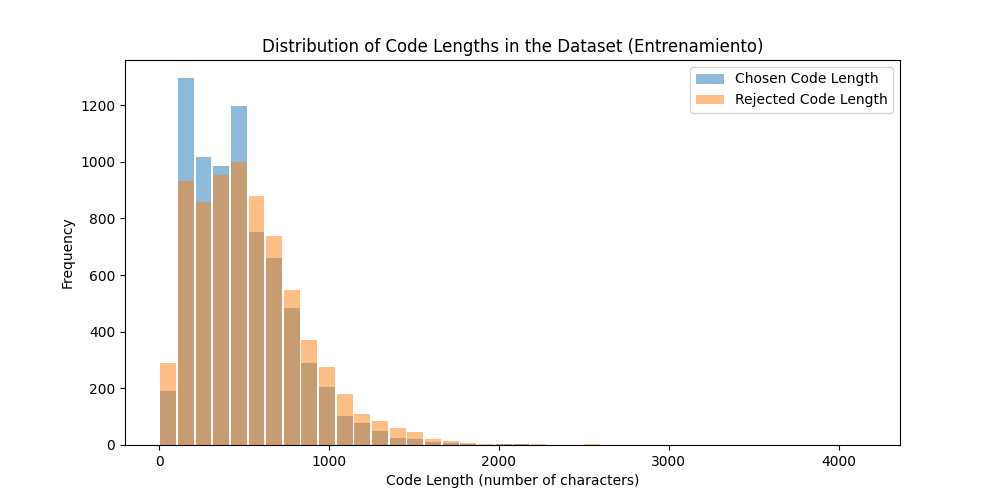 Distribution of Code Lengths in the Dataset (Entrenamiento)
Chosen Code Length
Rejected Code Length
Frequency
1200
1000
800
600
400
200
0
0 1000 2000 3000 4000
Code Length (number of characters)